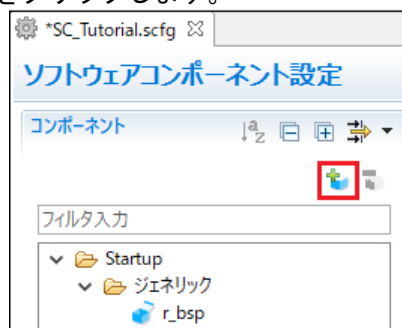 をクリックします。
*SC_Tutorial.scfg
ソフトウェアコンポーネント設定
コンポーネント
フィルタ入力
Startup
ジェネリック
r_bsp